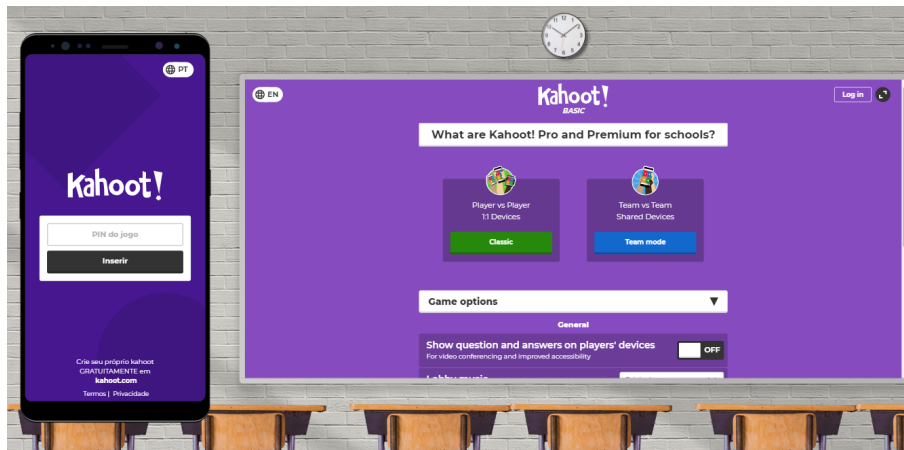 PT
Kahoot!
PIN do jogo
Inserir
Crie seu próprio kahoot
GRATUITAMENTE em
kahoot.com
Termos | Privacidade
EN
Kahoot!
BASIC
Log in
What are Kahoot! Pro and Premium for schools?
Player vs Player
1:1 Devices
Classic
Team vs Team
Shared Devices
Team mode
Game options
General
Show question and answers on players' devices
For video conferencing and improved accessibility
OFF
Lobby music